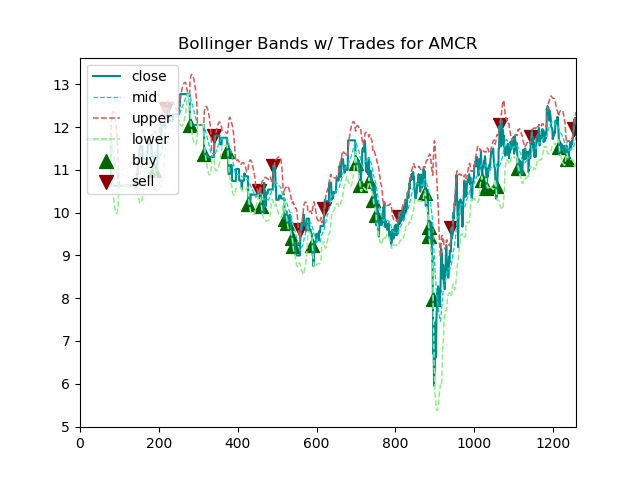 Bollinger Bands w/ Trades for AMCR
close
mid
upper
lower
buy
sell
13
12
11
10
9
8
7
6
5
0 200 400 600 800 1000 1200